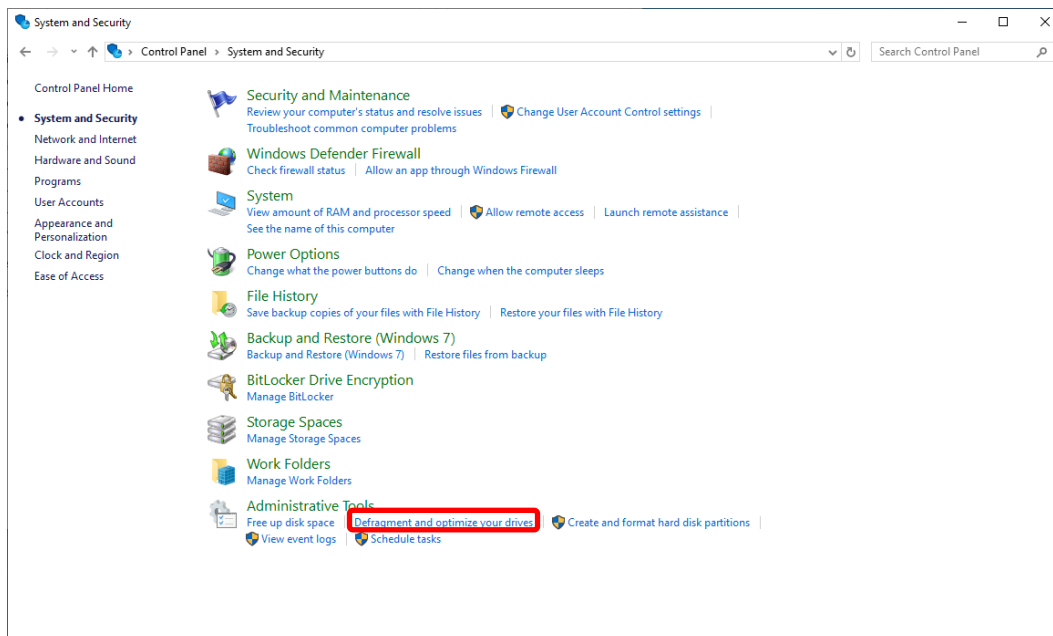 System and Security
Control Panel > System and Security
Search Control Panel
Control Panel Home
System and Security
Network and Internet
Hardware and Sound
Programs
User Accounts
Appearance and
Personalization
Clock and Region
Ease of Access
Security and Maintenance
Review your computer's status and resolve issues
Change User Account Control settings
Troubleshoot common computer problems
Windows Defender Firewall
Check firewall status
Allow an app through Windows Firewall
System
View amount of RAM and processor speed
Allow remote access
Launch remote assistance
See the name of this computer
Power Options
Change what the power buttons do
Change when the computer sleeps
File History
Save backup copies of your files with File History
Restore your files with File History
Backup and Restore (Windows 7)
Backup and Restore (Windows 7)
Restore files from backup
BitLocker Drive Encryption
Manage BitLocker
Storage Spaces
Manage Storage Spaces
Work Folders
Manage Work Folders
Administrative Tools
Free up disk space
Defragment and optimize your drives
Create and format hard disk partitions
View event logs
Schedule tasks